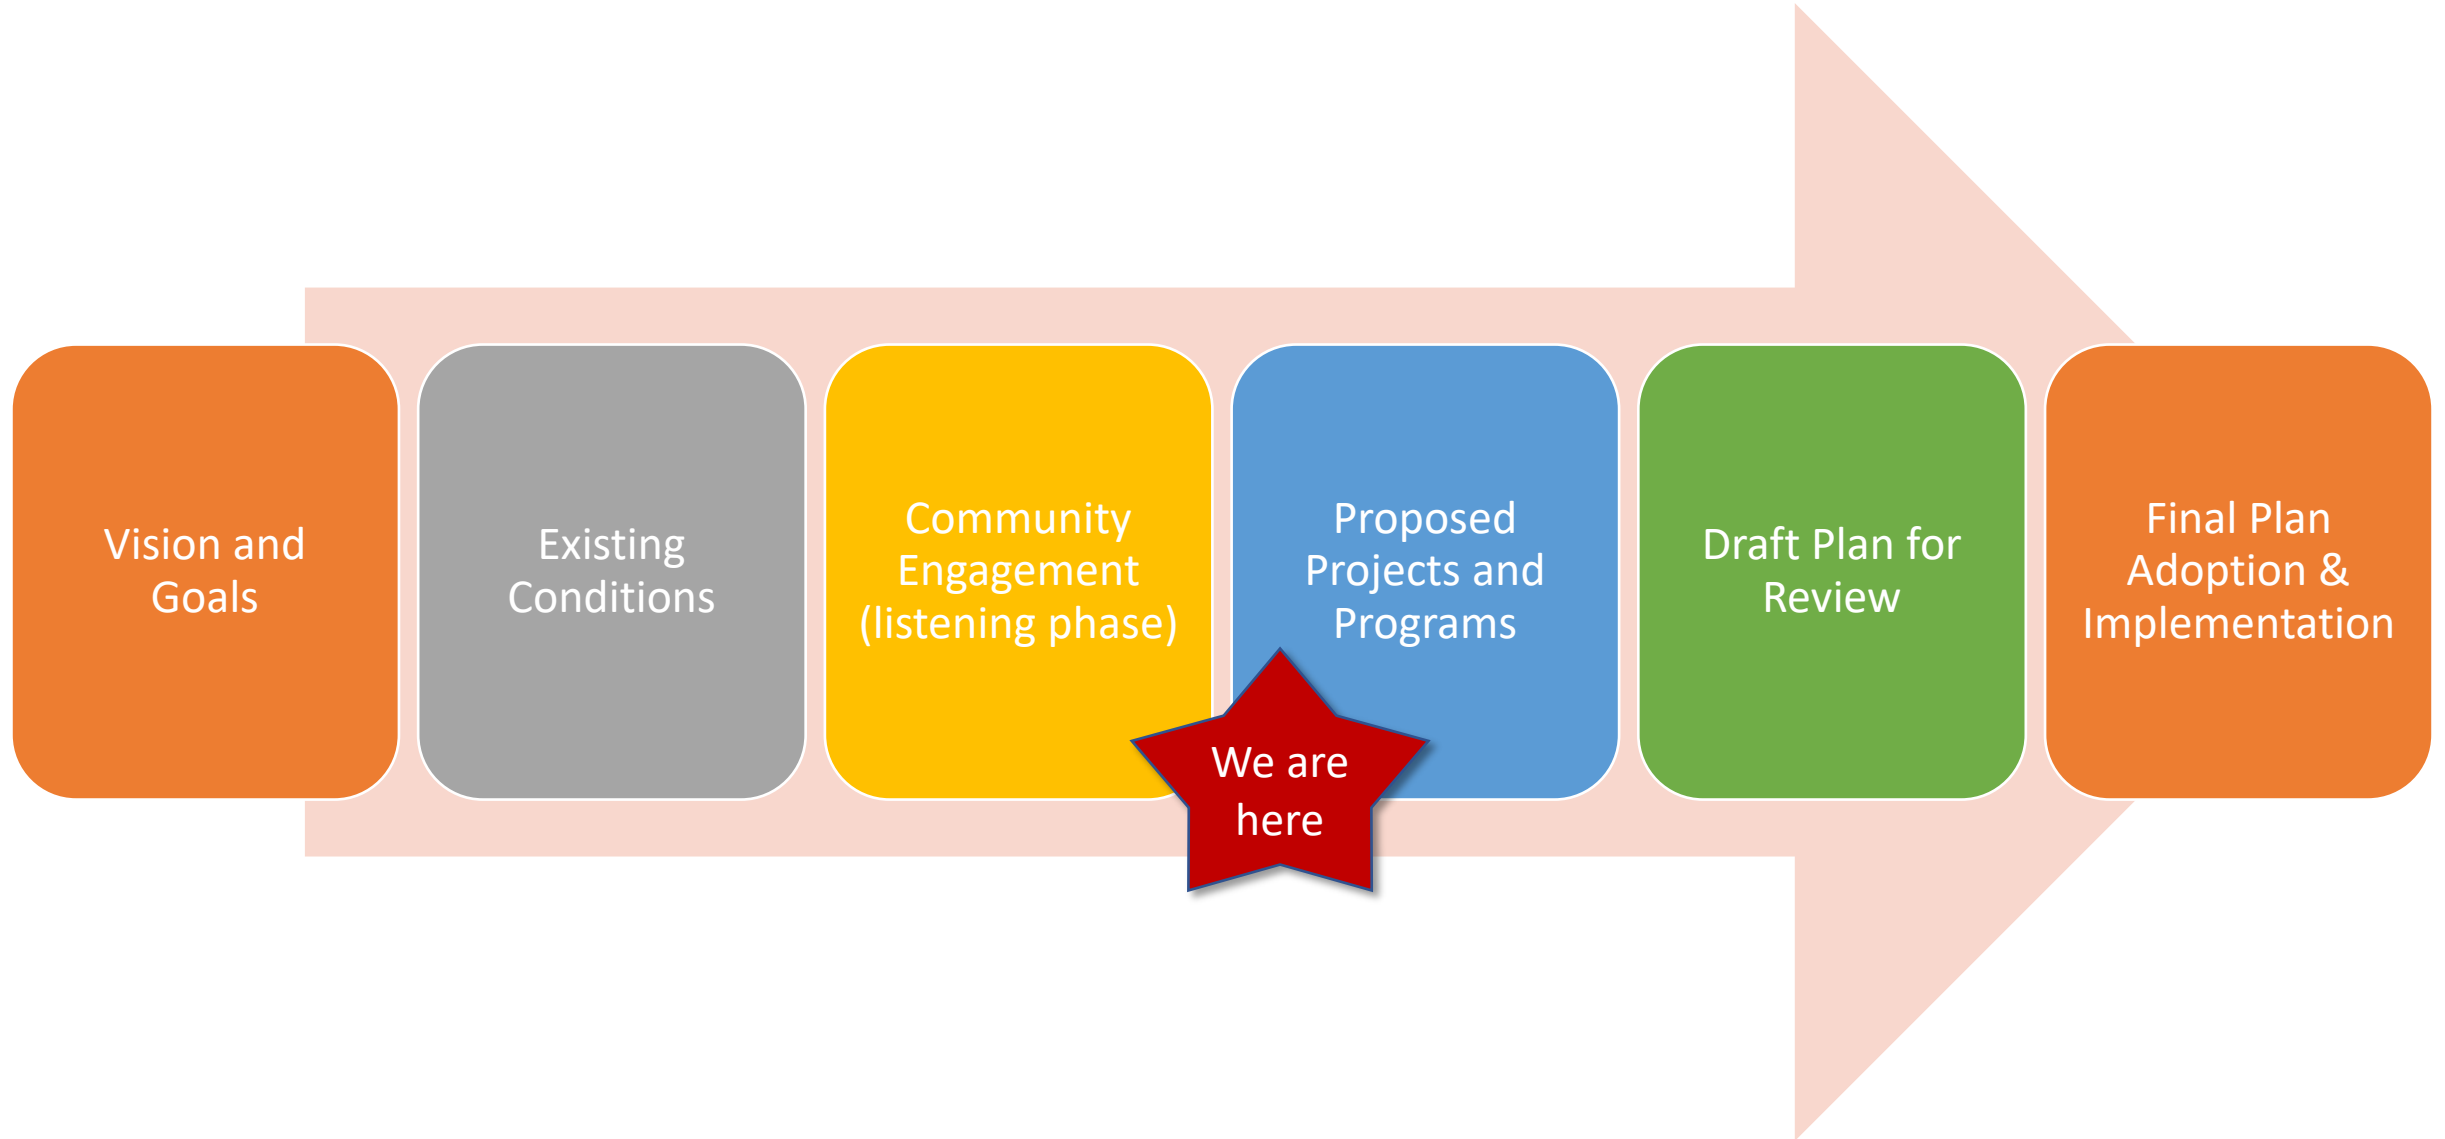 Vision and
Goals
Existing
Conditions
Community
Engagement
(listening phase)
Proposed
Projects and
Programs
Draft Plan for
Review
Final Plan
Adoption &
Implementation
We are
here